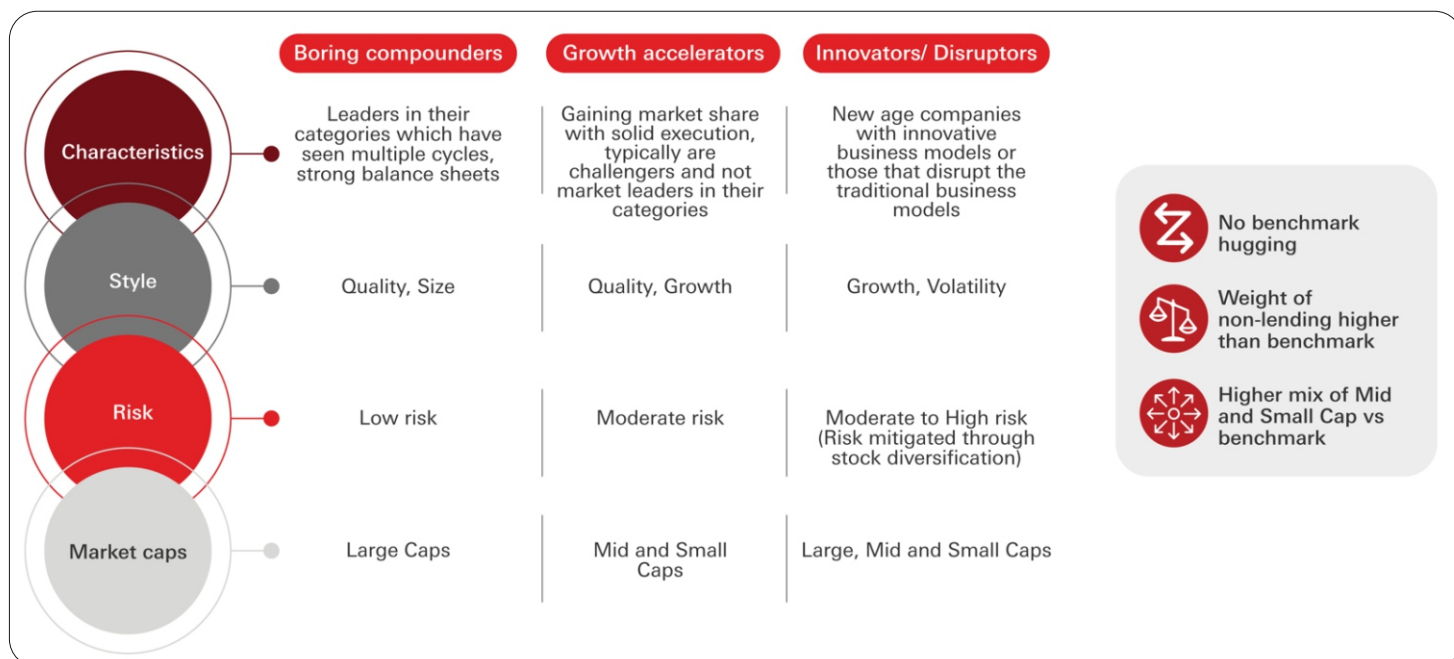 Boring compounders
Growth accelerators
Innovators/ Disruptors
Characteristics
Leaders in their
categories which have
seen multiple cycles,
strong balance sheets
Gaining market share
with solid execution,
typically are
challengers and not
market leaders in their
categories
New age companies
with innovative
business models or
those that disrupt the
traditional business
models
Style
Quality, Size
Quality, Growth
Growth, Volatility
Risk
Low risk
Moderate risk
Moderate to High risk
(Risk mitigated through
stock diversification)
Market caps
Large Caps
Mid and Small
Caps
Large, Mid and Small Caps
No benchmark
hugging
Weight of
non-lending higher
than benchmark
Higher mix of Mid
and Small Cap vs
benchmark